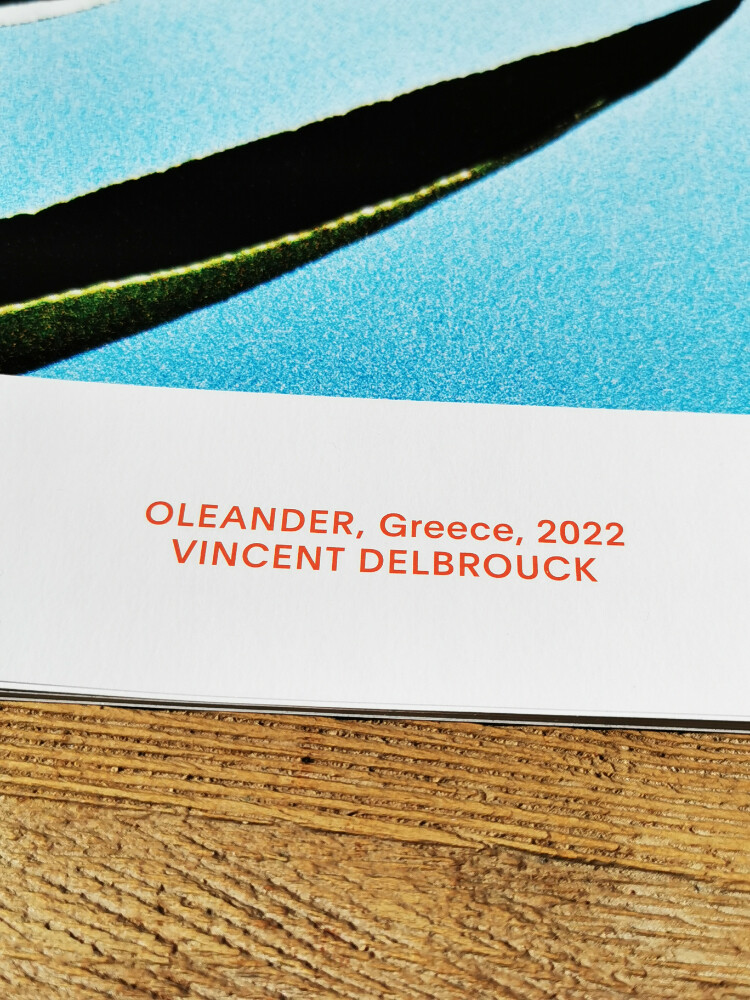 OLEANDER, Greece, 2022
VINCENT DELBROUCK